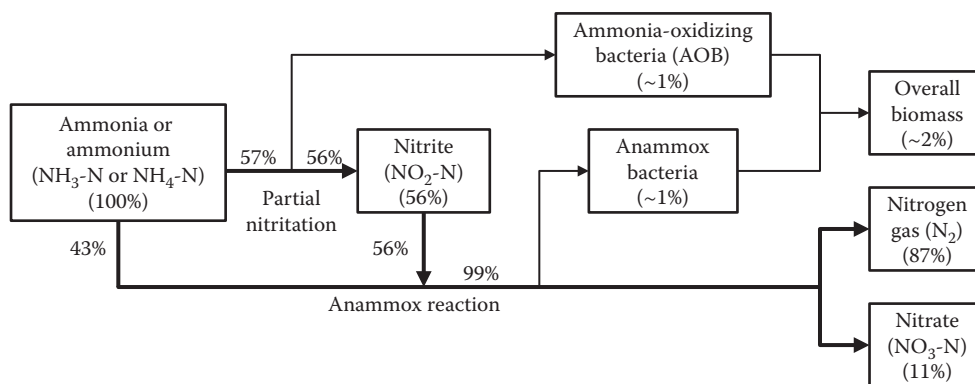 Ammonia-oxidizing
bacteria (AOB)
(~1%)
Overall
biomass
(~2%)
Ammonia or
ammonium
(NH₃-N or NH₄-N)
(100%)
57%
56%
Partial
nitritation
Nitrite
(NO₂-N)
(56%)
Anammox
bacteria
(~1%)
43%
56%
99%
Anammox reaction
Nitrogen
gas (N₂)
(87%)
Nitrate
(NO₃-N)
(11%)